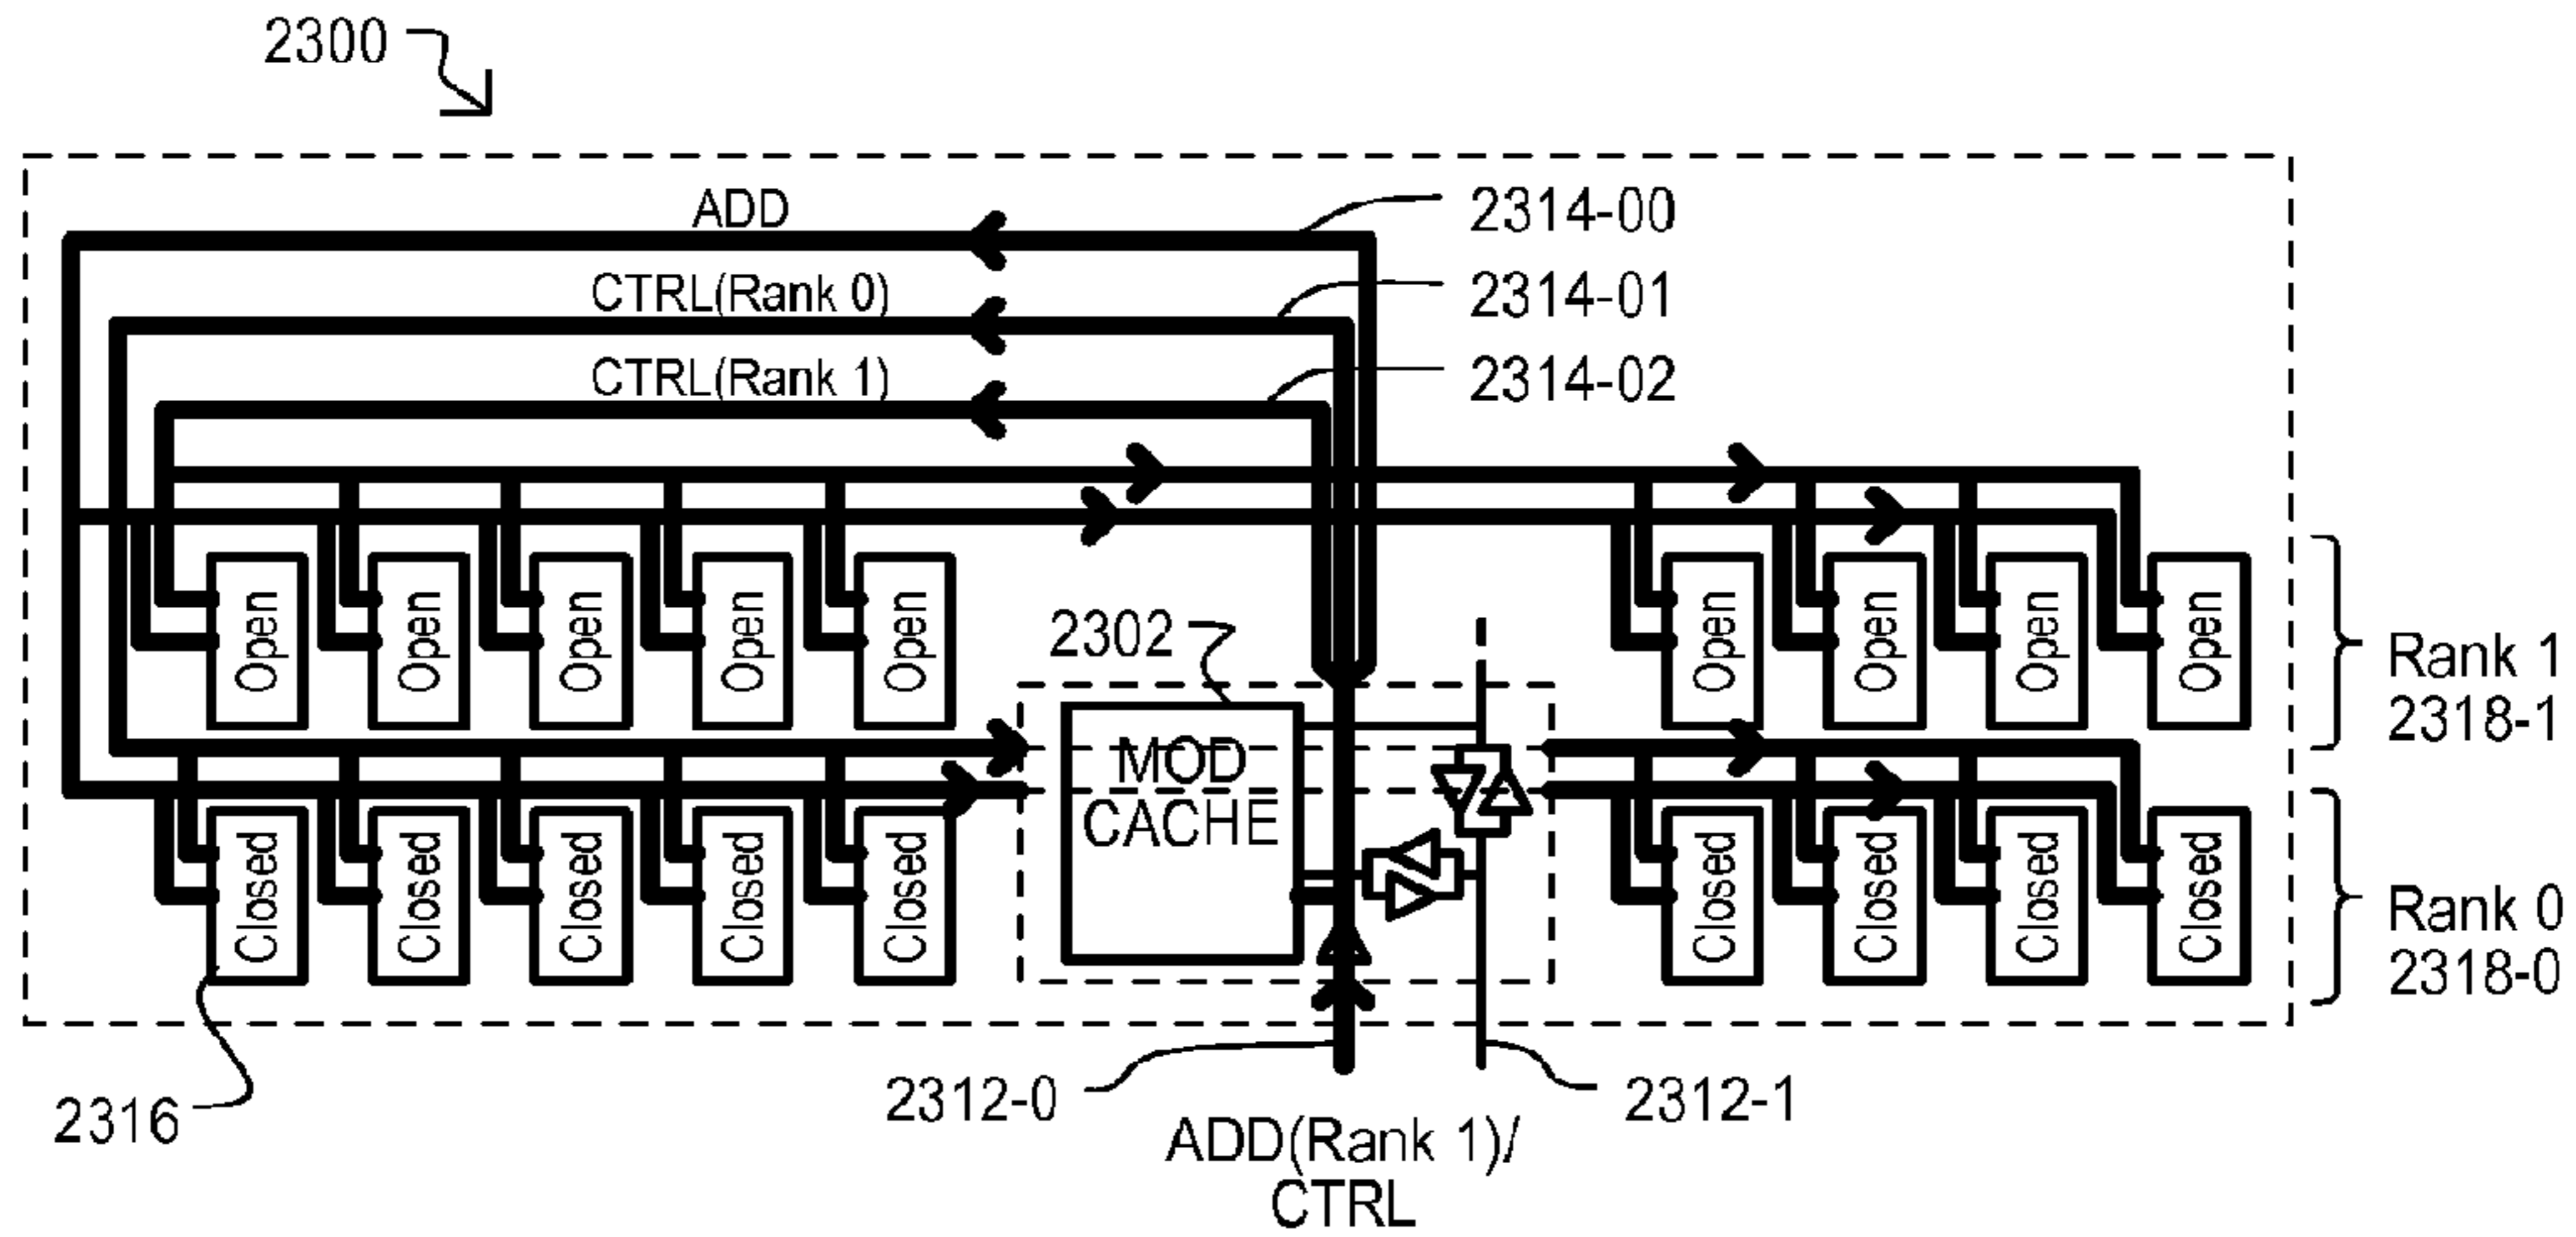 2300
ADD
2314-00
CTRL(Rank 0)
2314-01
CTRL(Rank 1)
2314-02
Open Open Open Open Open Open Open Open Open
2302
Rank 1
2318-1
MOD
CACHE
Closed Closed Closed Closed Closed Closed Closed Closed Closed
Rank 0
2318-0
2316
2312-0
2312-1
ADD(Rank 1)/
CTRL